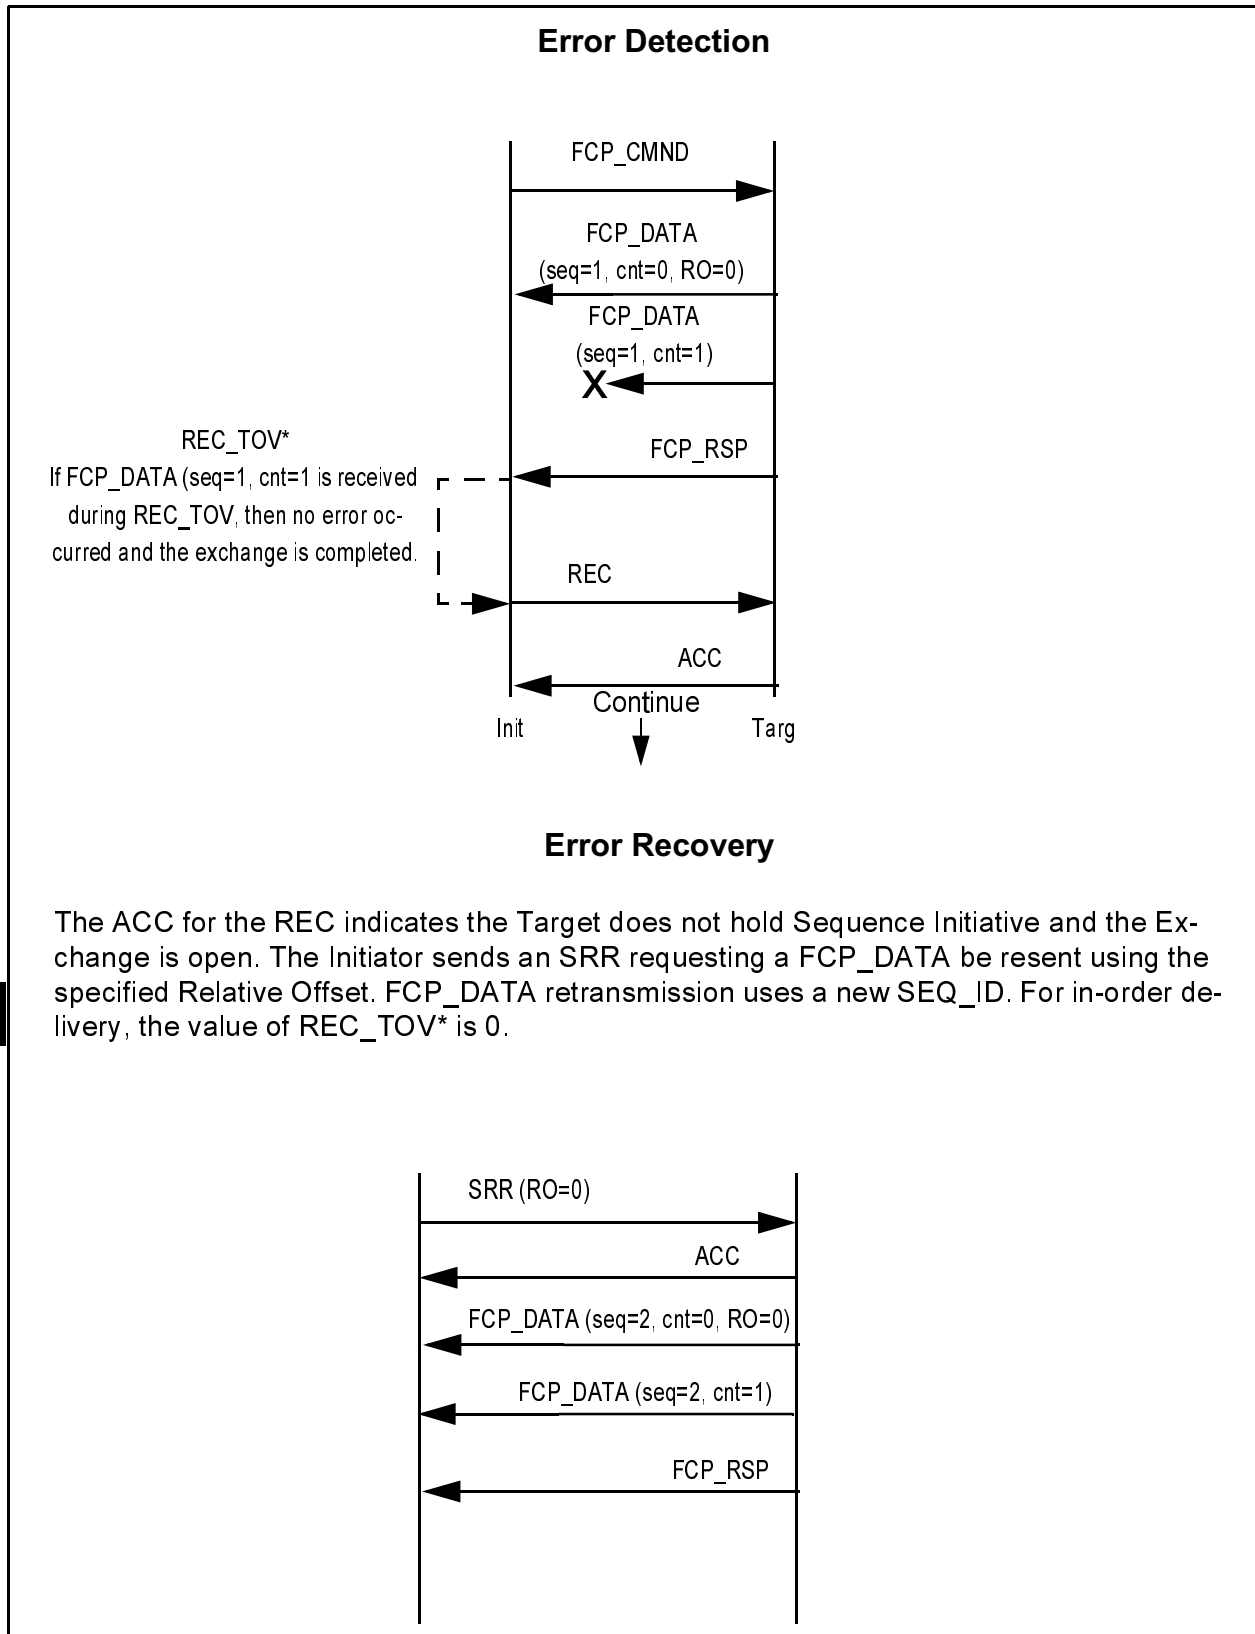 Error Detection
FCP_CMND
FCP_DATA
(seq=1, cnt=0, RO=0)
FCP_DATA
(seq=1, cnt=1)
X
REC_TOV*
If FCP_DATA (seq=1, cnt=1 is received
during REC_TOV, then no error oc-
curred and the exchange is completed.
FCP_RSP
REC
ACC
Continue
Init
Targ
Error Recovery
The ACC for the REC indicates the Target does not hold Sequence Initiative and the Ex-
change is open. The Initiator sends an SRR requesting a FCP_DATA be resent using the
specified Relative Offset. FCP_DATA retransmission uses a new SEQ_ID. For in-order de-
livery, the value of REC_TOV* is 0.
SRR (RO=0)
ACC
FCP_DATA (seq=2, cnt=0, RO=0)
FCP_DATA (seq=2, cnt=1)
FCP_RSP